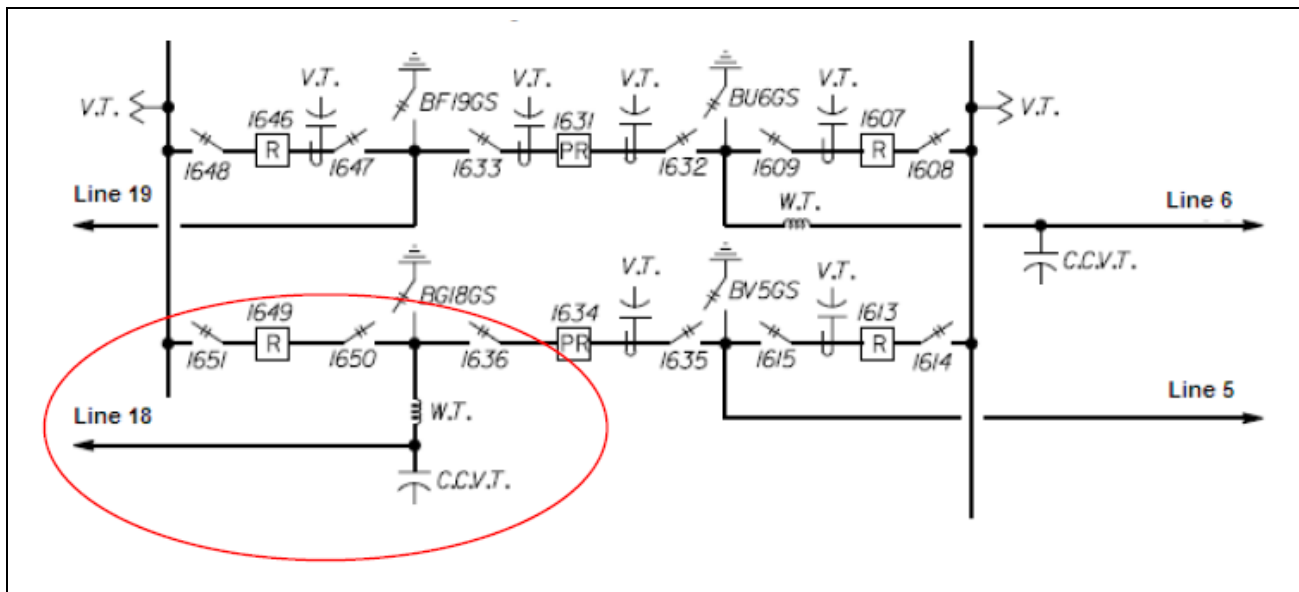 V.T.
1648
1646
R
V.T.
1647
BF19GS
1633
V.T.
1631
PR
V.T.
1632
BU6GS
1609
V.T.
1607
R
1608
V.T.
Line 19
W.T.
Line 6
C.C.V.T.
1651
1649
R
1650
BG18GS
1636
1634
PR
V.T.
1635
BV5GS
1615
V.T.
1613
R
1614
Line 18
W.T.
C.C.V.T.
Line 5